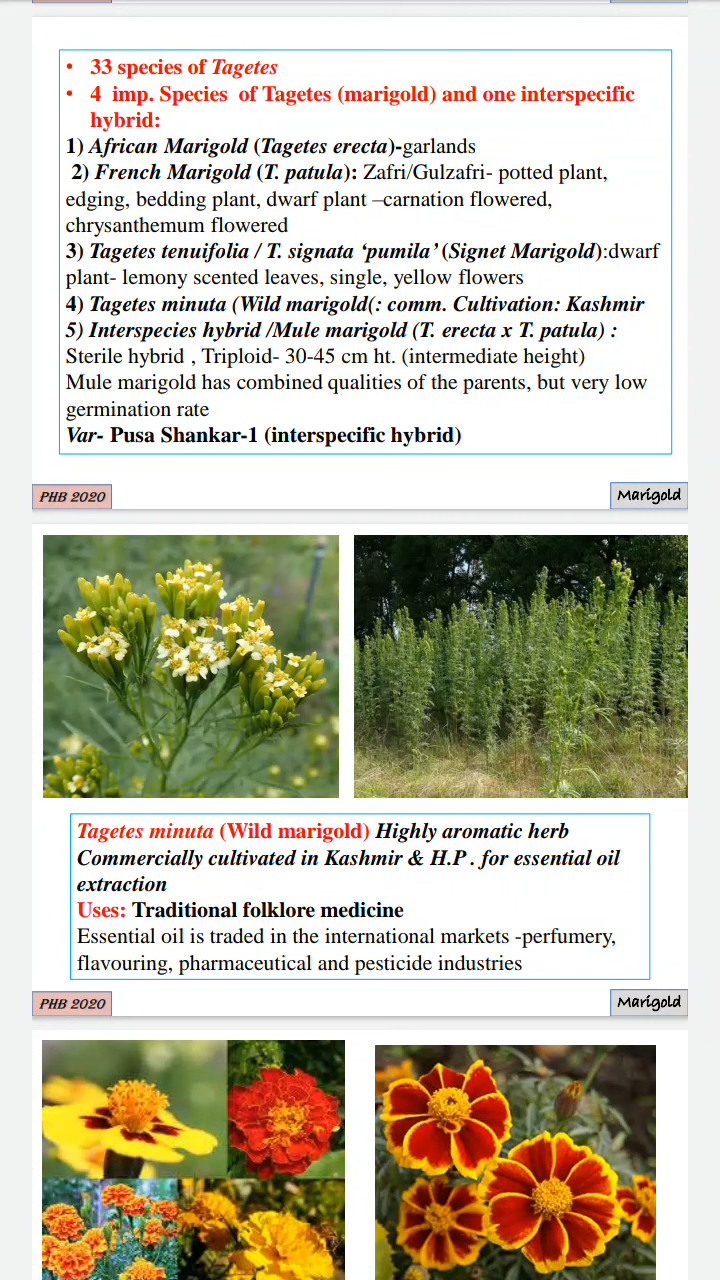 • 33 species of Tagetes
• 4 imp. Species of Tagetes (marigold) and one interspecific
hybrid:
1) African Marigold (Tagetes erecta)-garlands
2) French Marigold (T. patula): Zafri/Gulzafri- potted plant,
edging, bedding plant, dwarf plant –carnation flowered,
chrysanthemum flowered
3) Tagetes tenuifolia / T. signata ‘pumila’ (Signet Marigold):dwarf
plant- lemony scented leaves, single, yellow flowers
4) Tagetes minuta (Wild marigold(: comm. Cultivation: Kashmir
5) Interspecies hybrid /Mule marigold (T. erecta x T. patula) :
Sterile hybrid , Triploid- 30-45 cm ht. (intermediate height)
Mule marigold has combined qualities of the parents, but very low
germination rate
Var- Pusa Shankar-1 (interspecific hybrid)
PHB 2020
Marigold
Tagetes minuta (Wild marigold) Highly aromatic herb
Commercially cultivated in Kashmir & H.P . for essential oil
extraction
Uses: Traditional folklore medicine
Essential oil is traded in the international markets -perfumery,
flavouring, pharmaceutical and pesticide industries
PHB 2020
Marigold